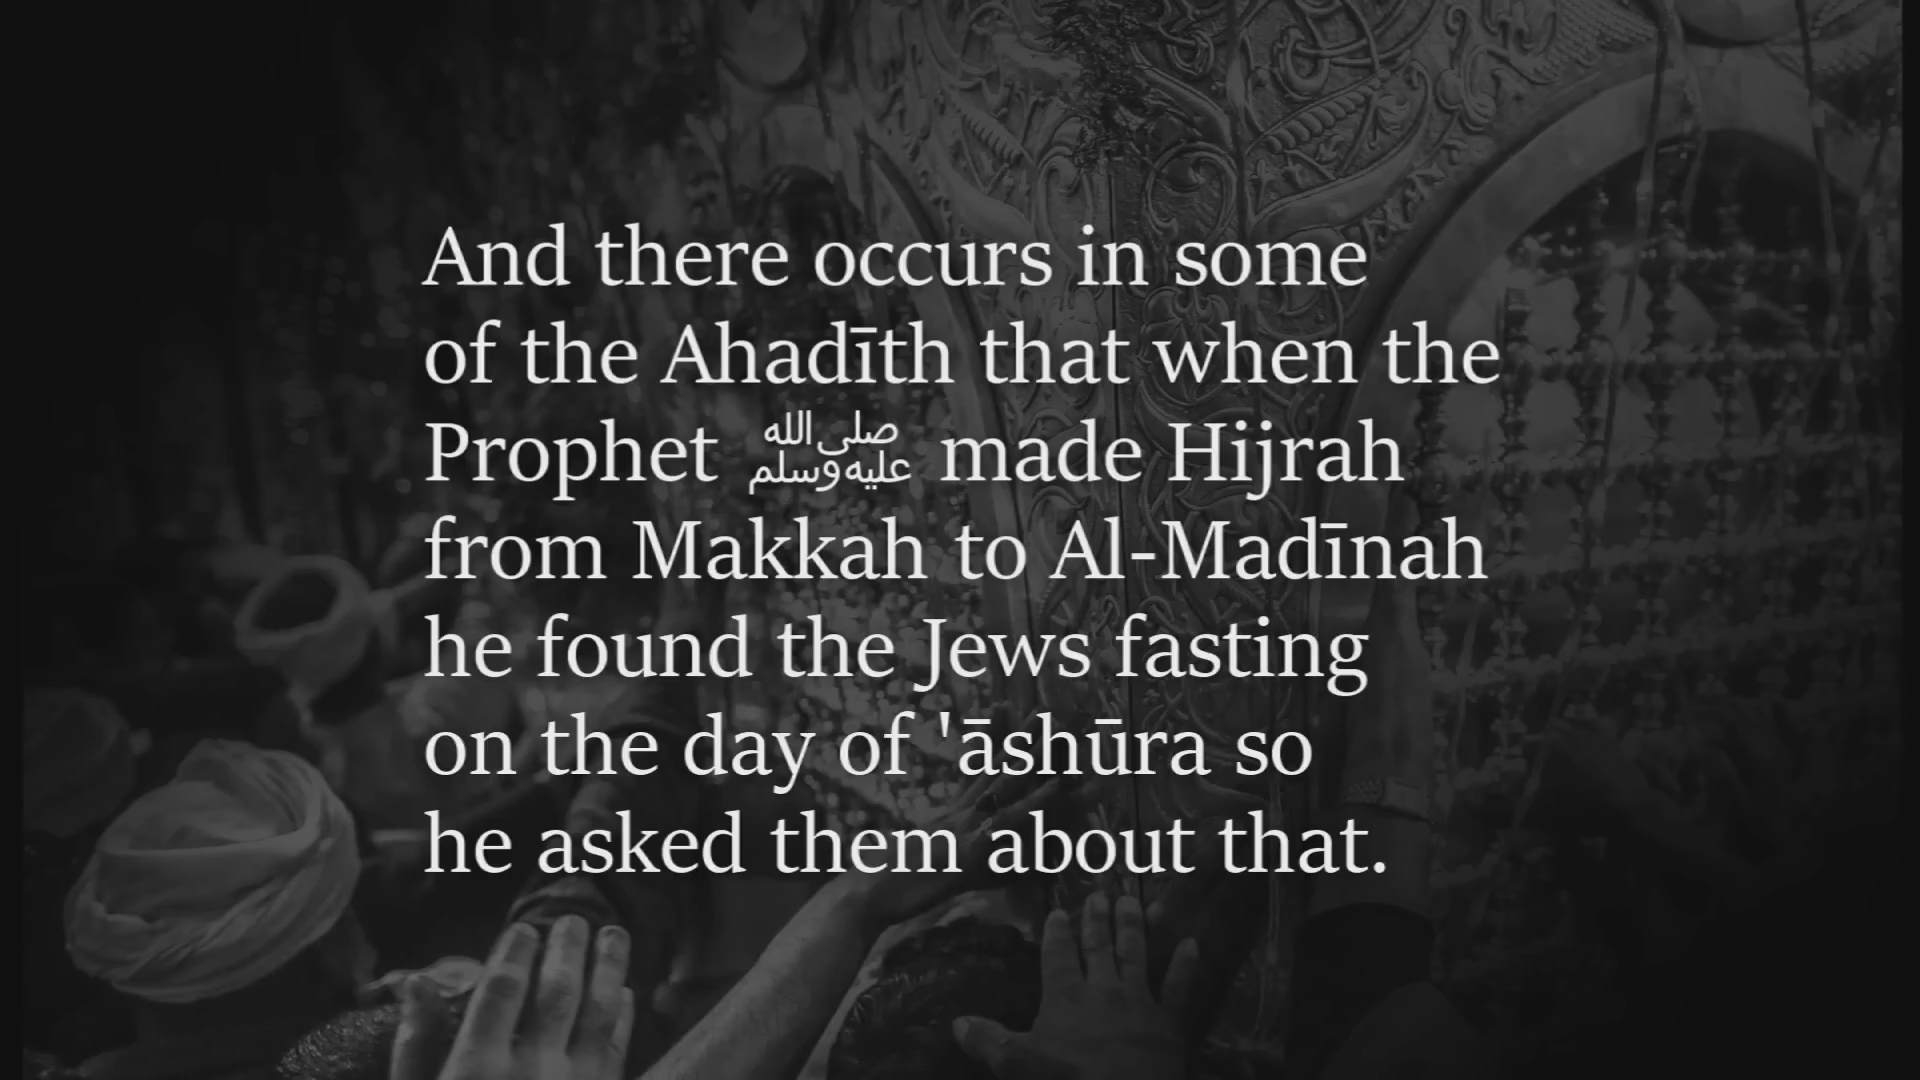 And there occurs in some
of the Ahadīth that when the
Prophet صلى الله عليه وسلم made Hijrah
from Makkah to Al-Madīnah
he found the Jews fasting
on the day of 'āshūra so
he asked them about that.